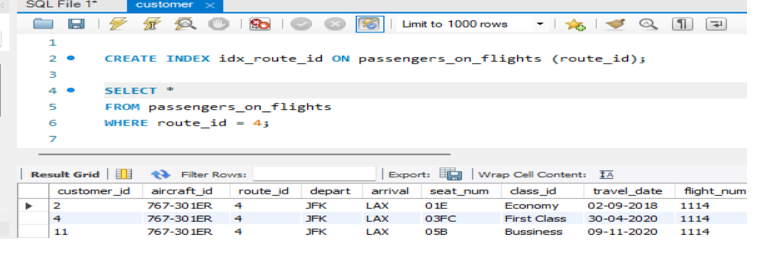 SQL File 1* customer ×
Limit to 1000 rows
1
2 CREATE INDEX idx_route_id ON passengers_on_flights (route_id);
3
4 SELECT *
5 FROM passengers_on_flights
6 WHERE route_id = 4;
7
Result Grid Filter Rows: Export: Wrap Cell Content:
customer_id aircraft_id route_id depart arrival seat_num class_id travel_date flight_num
2 767-301ER 4 JFK LAX 01E Economy 02-09-2018 1114
4 767-301ER 4 JFK LAX 03FC First Class 30-04-2020 1114
11 767-301ER 4 JFK LAX 05B Bussiness 09-11-2020 1114